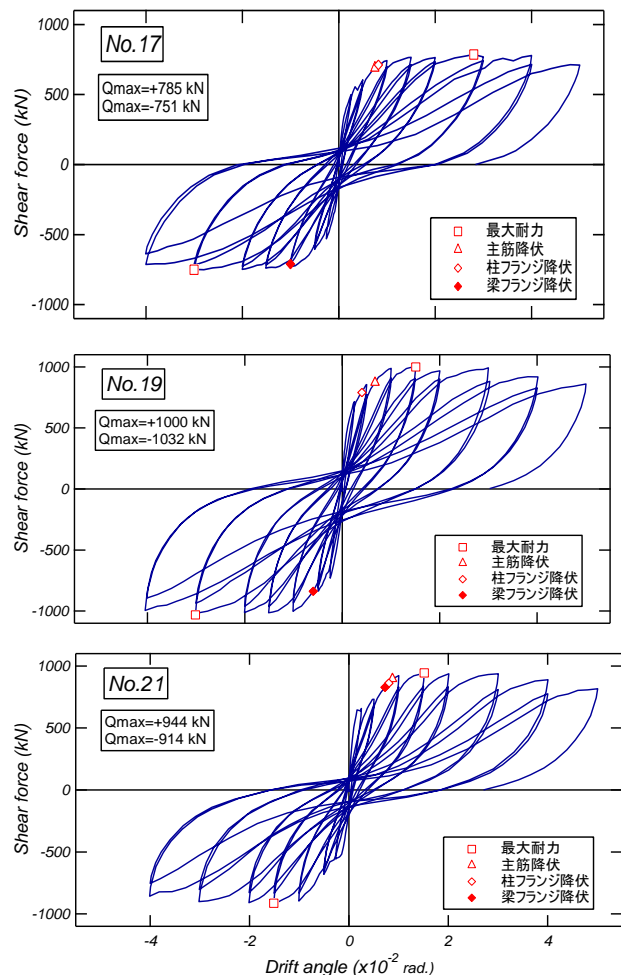 1000
No.17
Qmax=+785 kN
Qmax=-751 kN
500
0
-500
-1000
Shear force (kN)
最大耐力
主筋降伏
柱フランジ降伏
梁フランジ降伏
1000
No.19
Qmax=+1000 kN
Qmax=-1032 kN
500
0
-500
-1000
Shear force (kN)
最大耐力
主筋降伏
柱フランジ降伏
梁フランジ降伏
1000
No.21
Qmax=+944 kN
Qmax=-914 kN
500
0
-500
-1000
Shear force (kN)
最大耐力
主筋降伏
柱フランジ降伏
梁フランジ降伏
-4 -2 0 2 4
Drift angle (x10⁻² rad.)